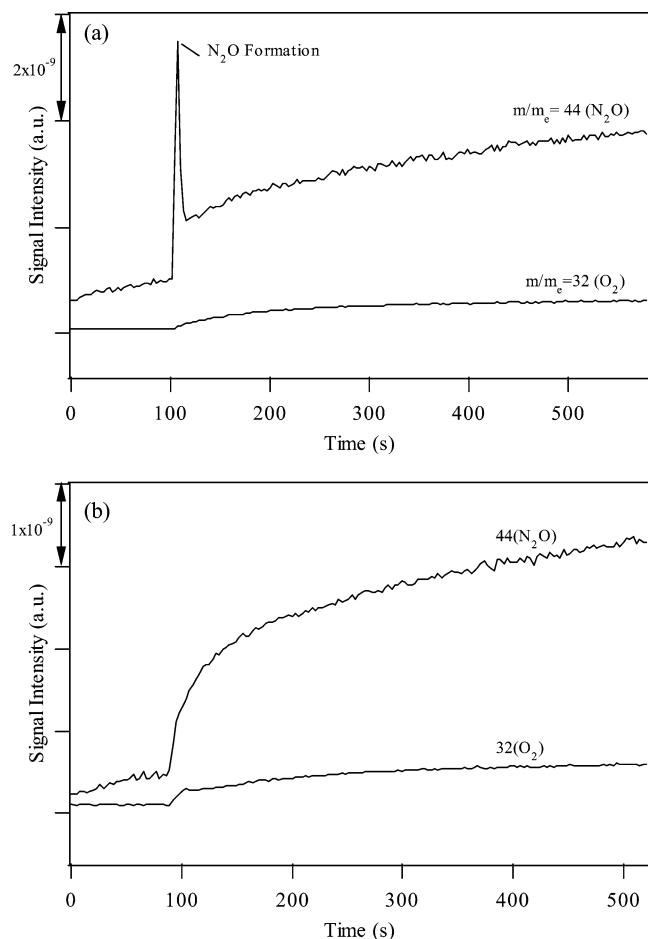 (a)
N2O Formation
2x10-9
m/me= 44 (N2O)
Signal Intensity (a.u.)
m/me=32 (O2)
0 100 200 300 400 500
Time (s)
(b)
1x10-9
44(N2O)
Signal Intensity (a.u.)
32(O2)
0 100 200 300 400 500
Time (s)